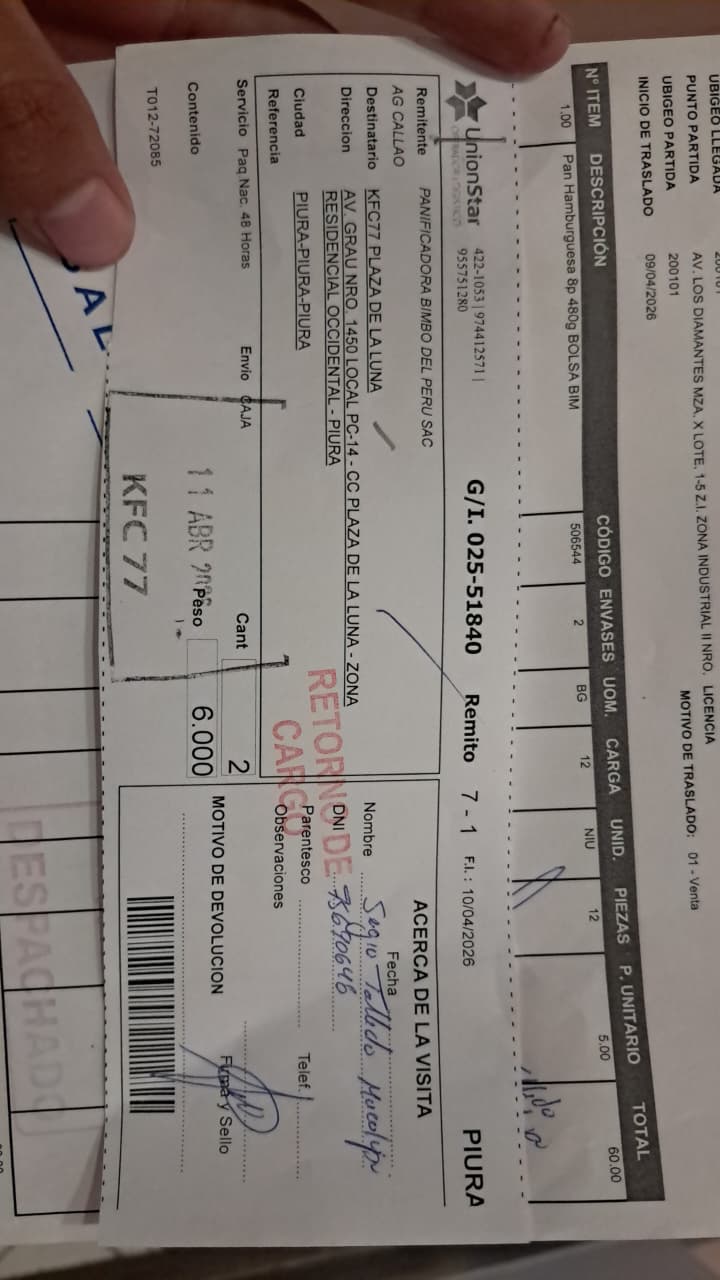 PUNTO PARTIDA AV. LOS DIAMANTES MZA. X LOTE. 1-5 Z.I. ZONA INDUSTRIAL II NRO. LICENCIA
UBIGEO PARTIDA 200101 MOTIVO DE TRASLADO: 01 - Venta
INICIO DE TRASLADO 09/04/2026
N° ITEM DESCRIPCIÓN CÓDIGO ENVASES UOM. CARGA UNID. PIEZAS P. UNITARIO TOTAL
1.00 Pan Hamburguesa 8p 480g BOLSA BIM 506544 2 BG 12 NIU 12 5.00 60.00
UnionStar 422-1053 | 974412571 |
955751280
G/I. 025-51840 Remito 7 - 1 F.I.: 10/04/2026 PIURA
Remitente PANIFICADORA BIMBO DEL PERU SAC
AG CALLAO
Destinatario KFC77 PLAZA DE LA LUNA
Direccion AV. GRAU NRO. 1450 LOCAL PC-14 - CC PLAZA DE LA LUNA - ZONA
RESIDENCIAL OCCIDENTAL - PIURA
Ciudad PIURA-PIURA-PIURA
Referencia
Servicio Paq Nac. 48 Horas Envio CAJA Cant 2
Contenido Peso 6.000
T012-72085
11 ABR
KFC 77
RETORNO DE
CARGO
ACERCA DE LA VISITA
Fecha
Nombre Sergio
DNI
Parentesco Telef.
Observaciones
MOTIVO DE DEVOLUCION Firma y Sello
DESPACHADO